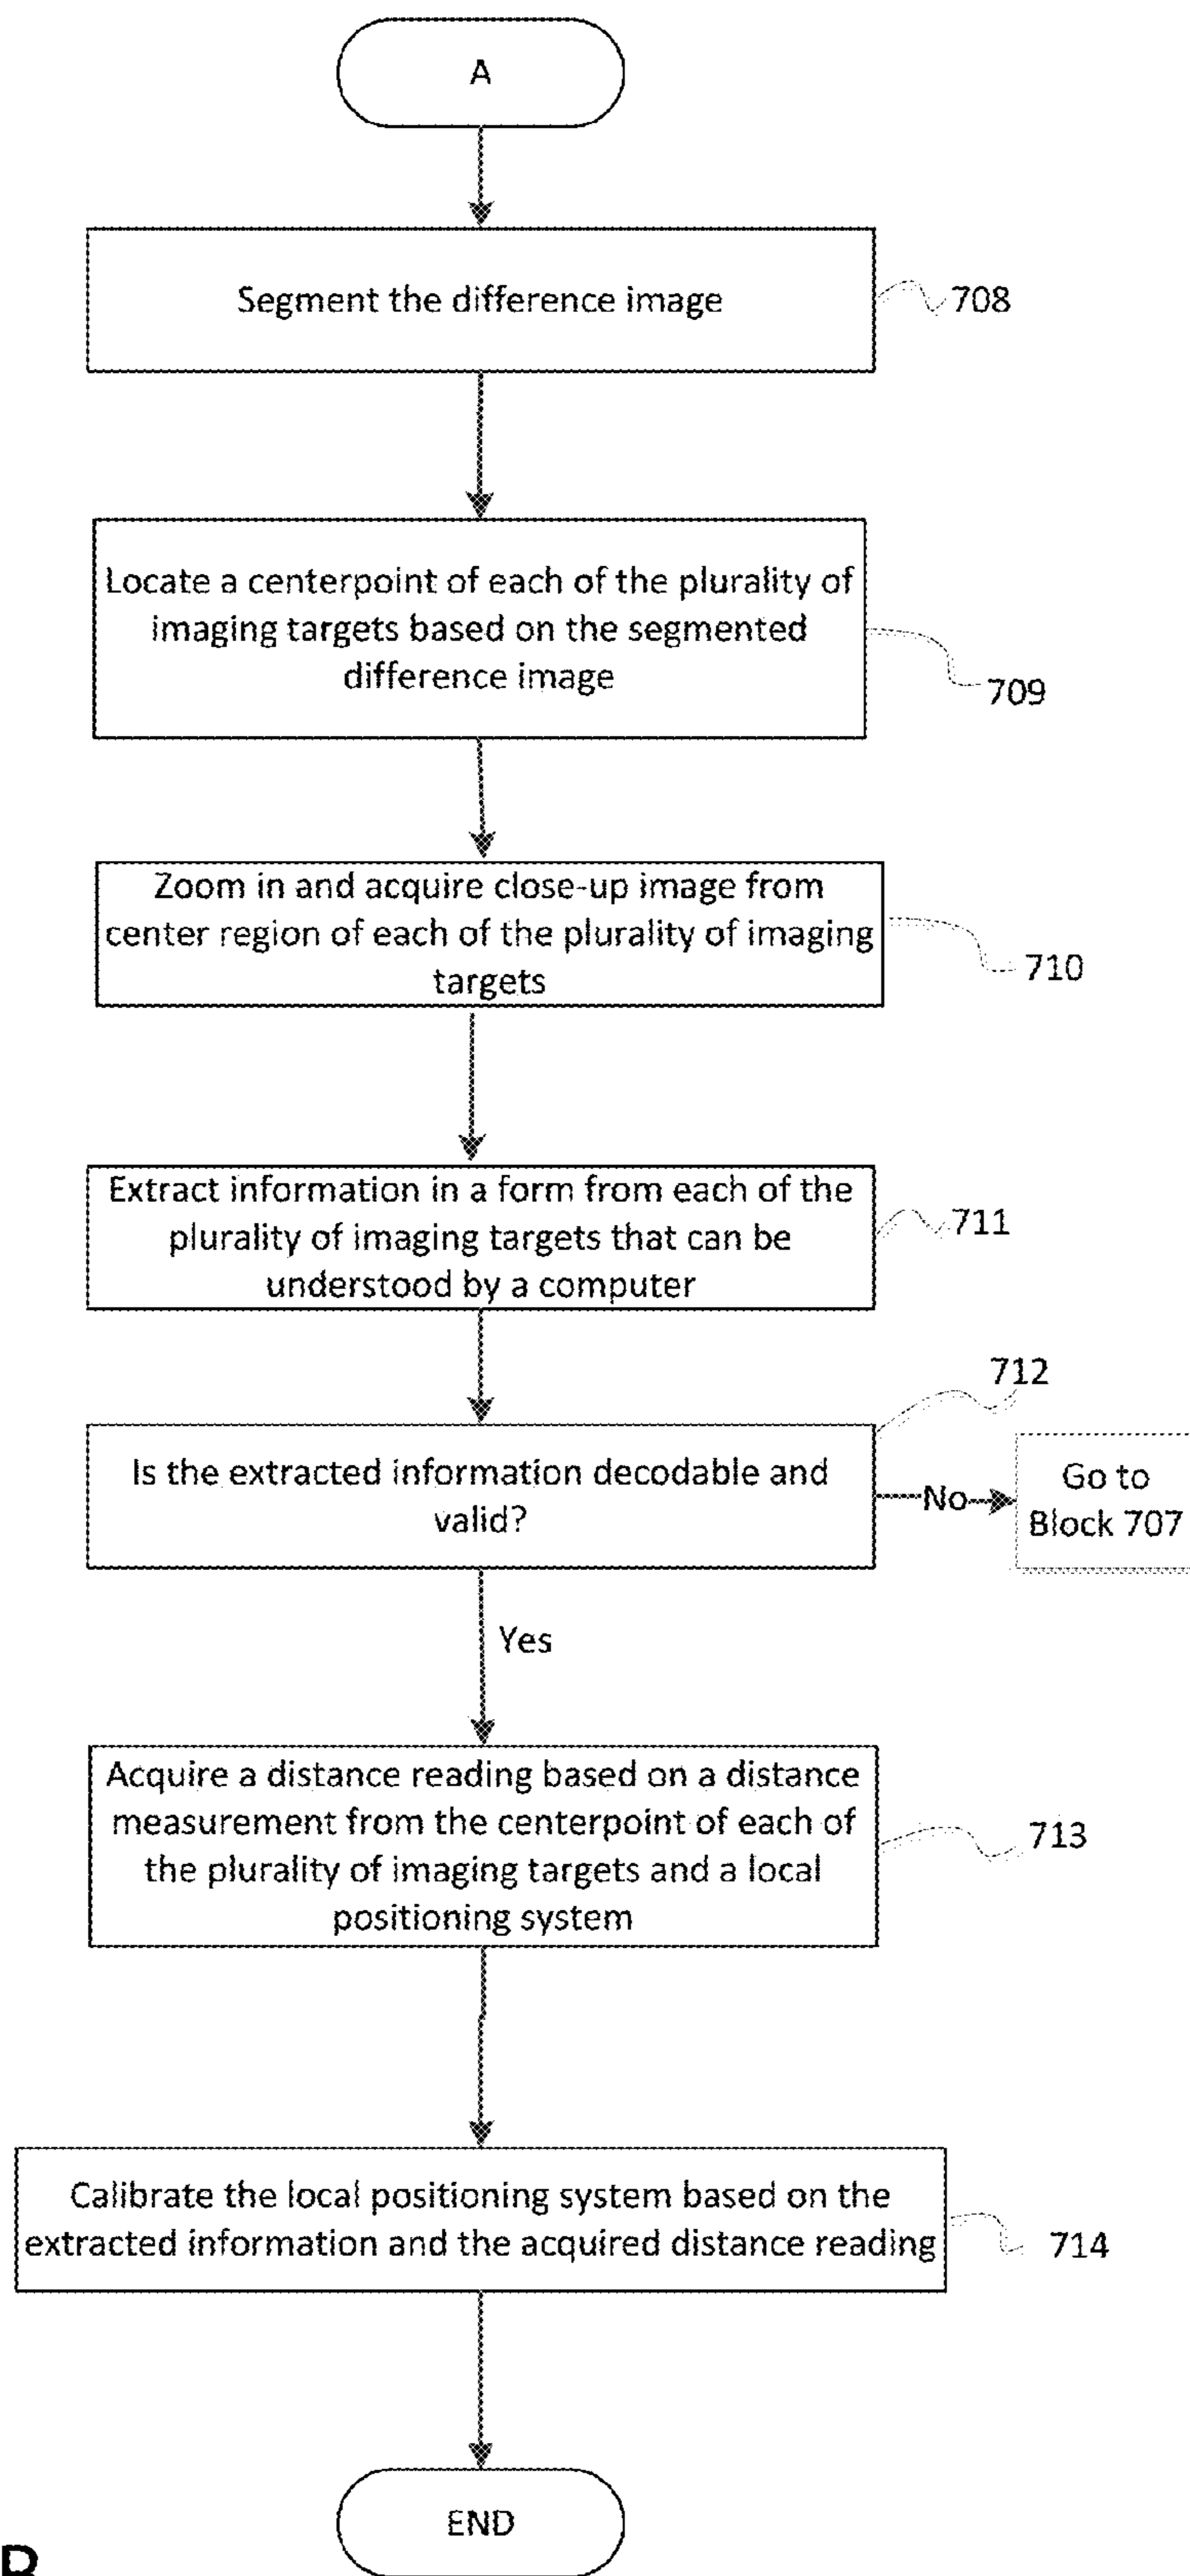 A
Segment the difference image
708
Locate a centerpoint of each of the plurality of
imaging targets based on the segmented
difference image
709
Zoom in and acquire close-up image from
center region of each of the plurality of imaging
targets
710
Extract information in a form from each of the
plurality of imaging targets that can be
understood by a computer
711
712
Is the extracted information decodable and
valid?
No
Go to
Block 707
Yes
Acquire a distance reading based on a distance
measurement from the centerpoint of each of
the plurality of imaging targets and a local
positioning system
713
Calibrate the local positioning system based on the
extracted information and the acquired distance reading
714
END